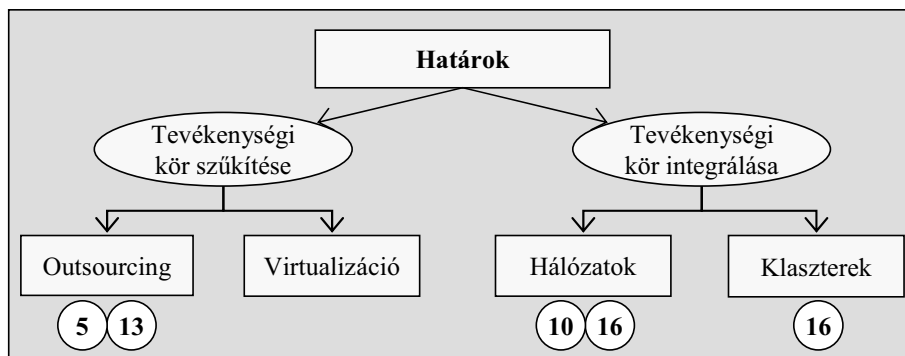 Határok
Tevékenységi
kör szűkítése
Tevékenységi
kör integrálása
Outsourcing
Virtualizáció
Hálózatok
Klaszterek
5
13
10
16
16